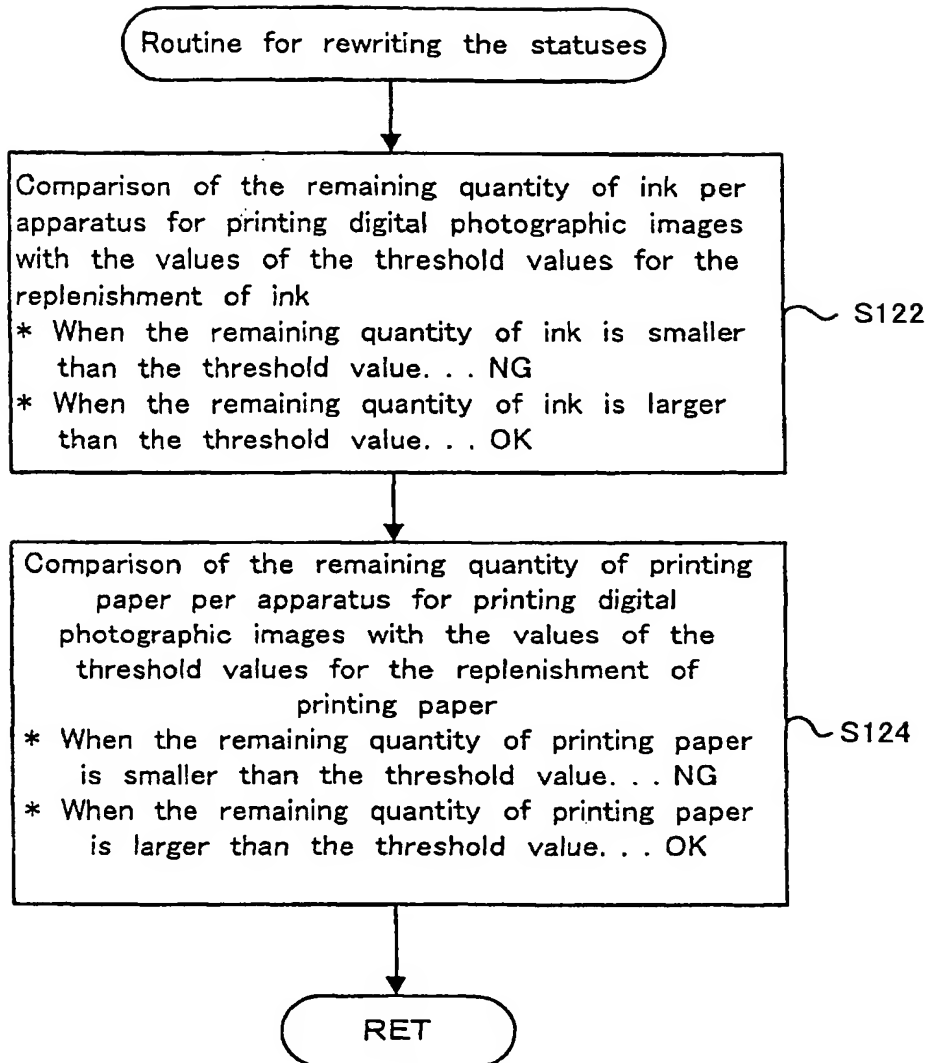 Routine for rewriting the statuses
Comparison of the remaining quantity of ink per
apparatus for printing digital photographic images
with the values of the threshold values for the
replenishment of ink
* When the remaining quantity of ink is smaller
than the threshold value. . . NG
* When the remaining quantity of ink is larger
than the threshold value. . . OK
S122
Comparison of the remaining quantity of printing
paper per apparatus for printing digital
photographic images with the values of the
threshold values for the replenishment of
printing paper
* When the remaining quantity of printing paper
is smaller than the threshold value. . . NG
* When the remaining quantity of printing paper
is larger than the threshold value. . . OK
S124
RET